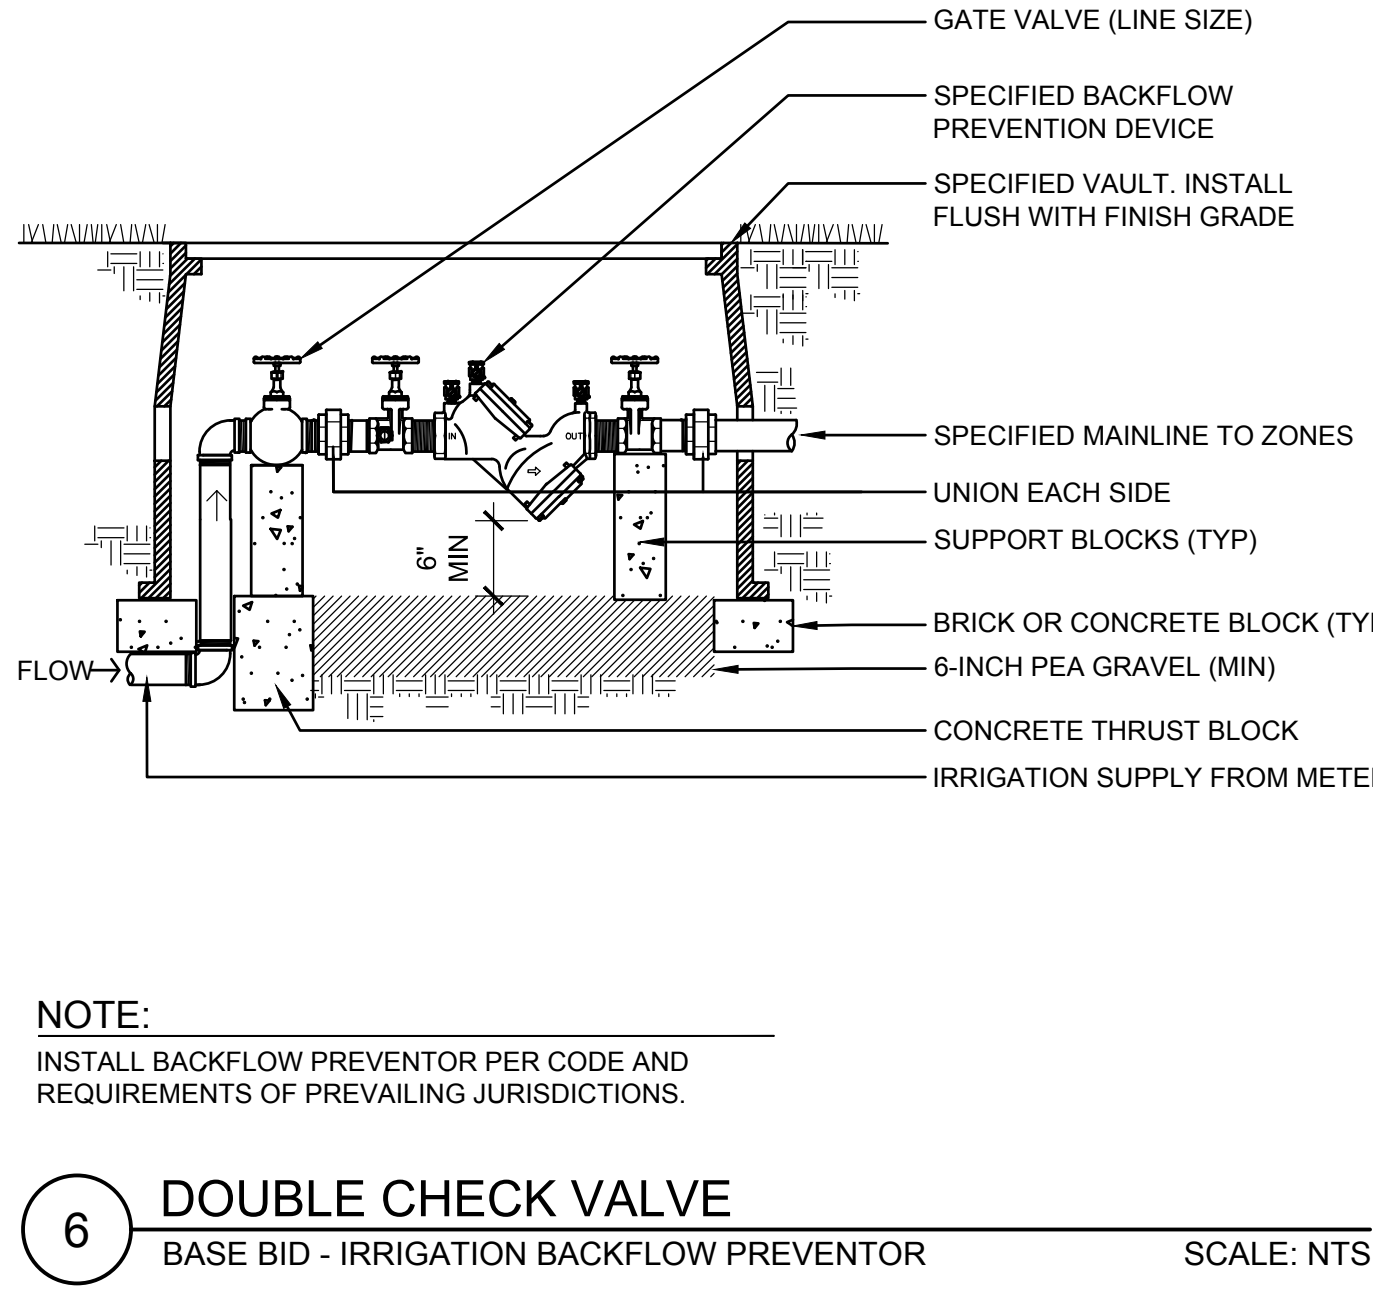 GATE VALVE (LINE SIZE)
SPECIFIED BACKFLOW
PREVENTION DEVICE
SPECIFIED VAULT. INSTALL
FLUSH WITH FINISH GRADE
IN
OUT
SPECIFIED MAINLINE TO ZONES
UNION EACH SIDE
SUPPORT BLOCKS (TYP)
6"
MIN
BRICK OR CONCRETE BLOCK (TY
FLOW
6-INCH PEA GRAVEL (MIN)
CONCRETE THRUST BLOCK
IRRIGATION SUPPLY FROM METE
NOTE:
INSTALL BACKFLOW PREVENTOR PER CODE AND
REQUIREMENTS OF PREVAILING JURISDICTIONS.
6
DOUBLE CHECK VALVE
BASE BID - IRRIGATION BACKFLOW PREVENTOR
SCALE: NTS